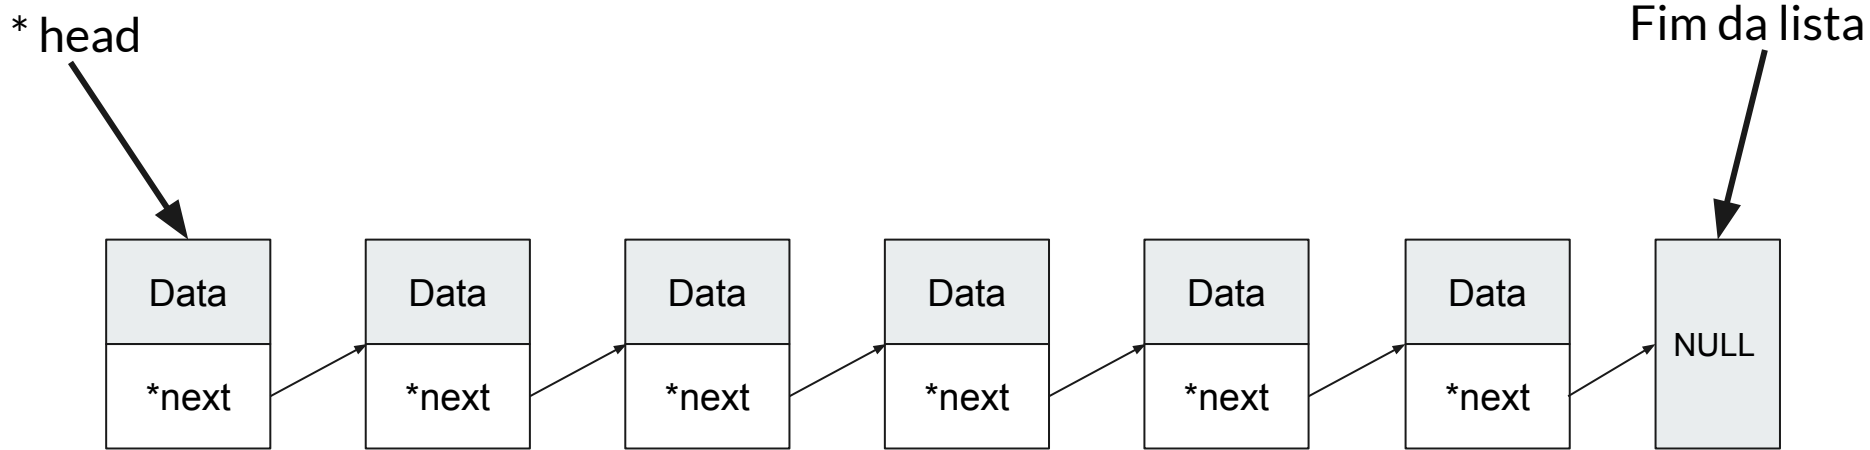 * head
Fim da lista
Data
Data
Data
Data
Data
Data
NULL
*next
*next
*next
*next
*next
*next